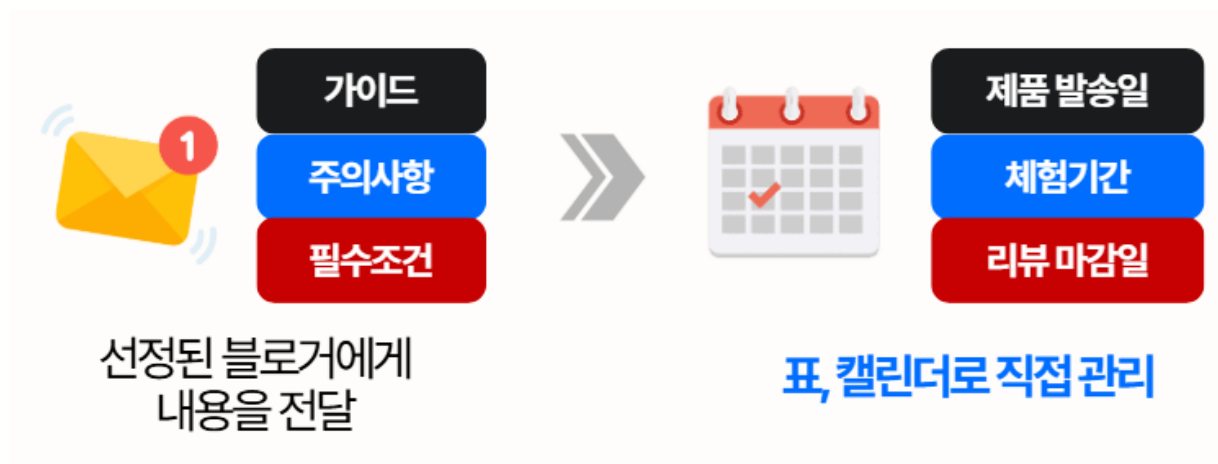 1
가이드
주의사항
필수조건
선정된 블로거에게
내용을 전달
제품 발송일
체험기간
리뷰 마감일
표, 캘린더로 직접 관리